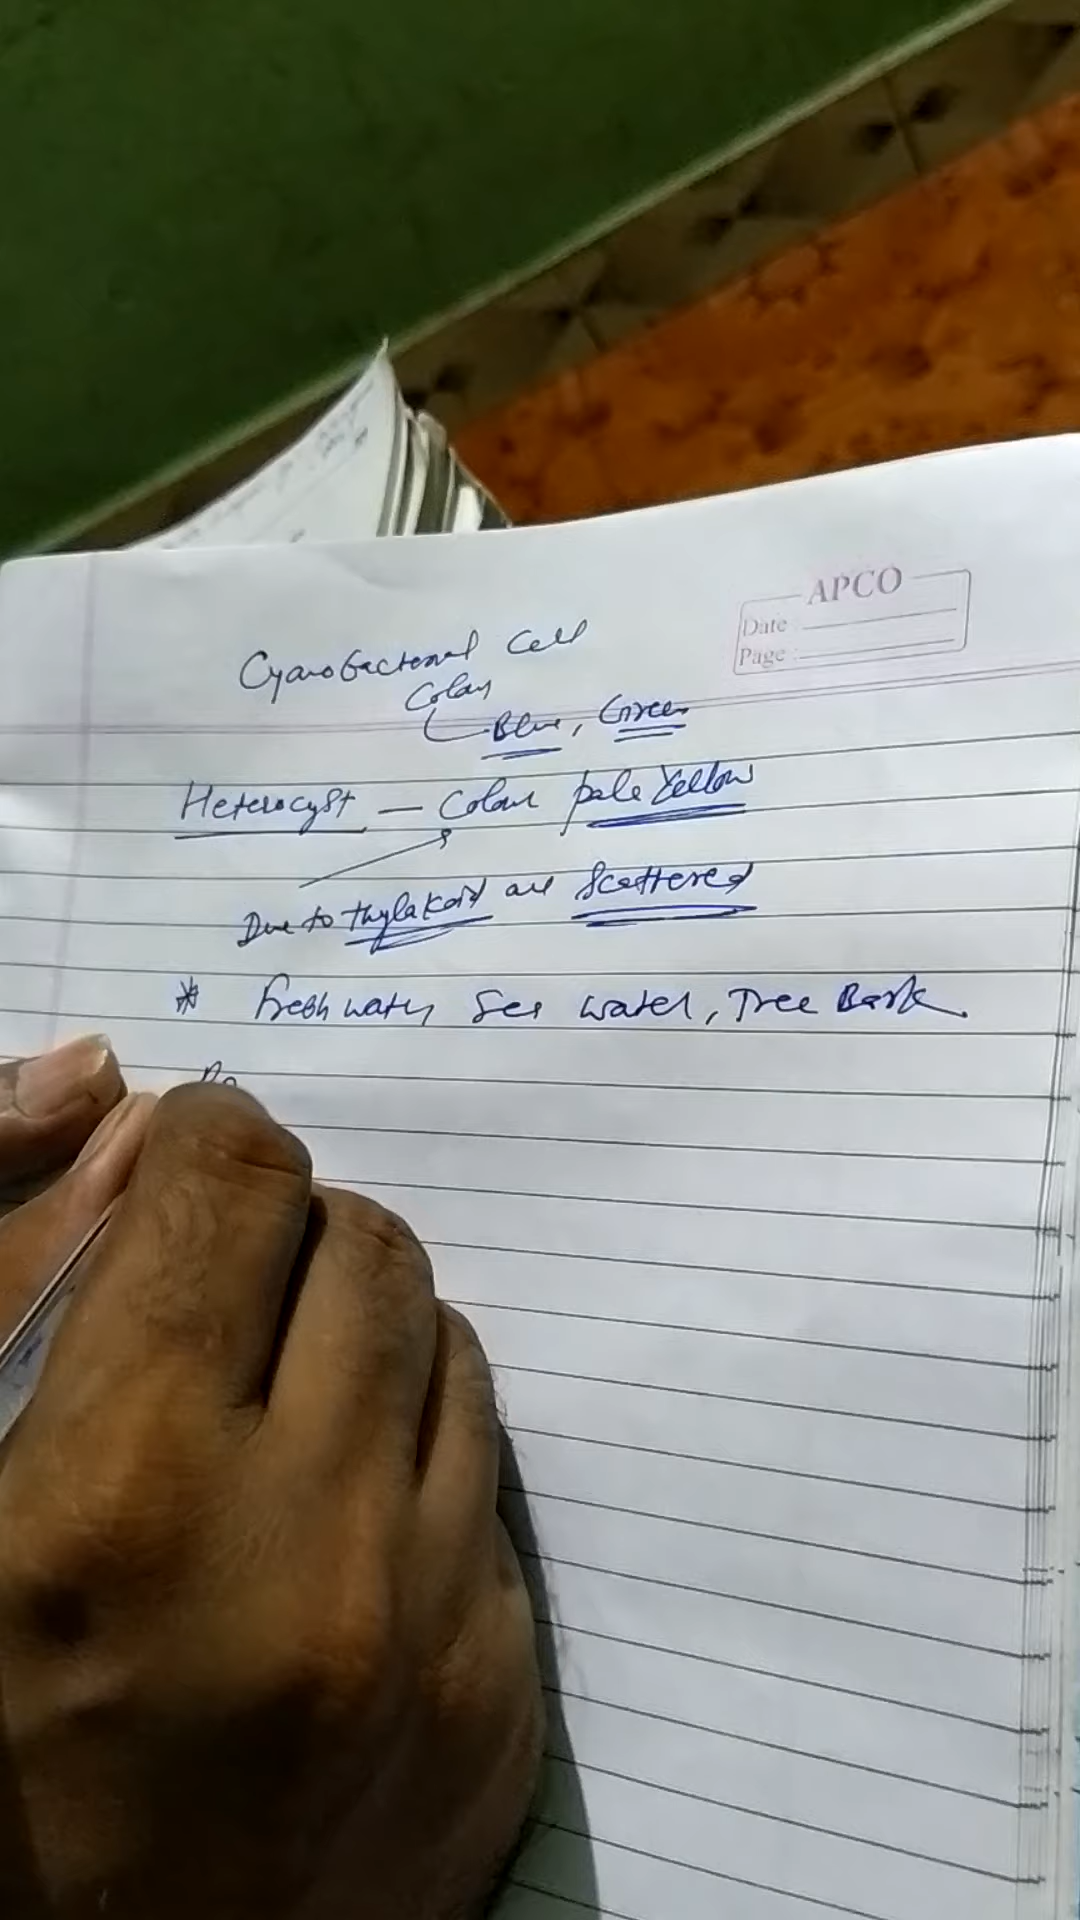 APCO
Date
Page :
Cyanobacterial Cell
Colour
Blue, Green
Heterocyst — Colour pale Yellow
Due to thylakoid are Scattered
* Fresh water Sea water, Tree Bark